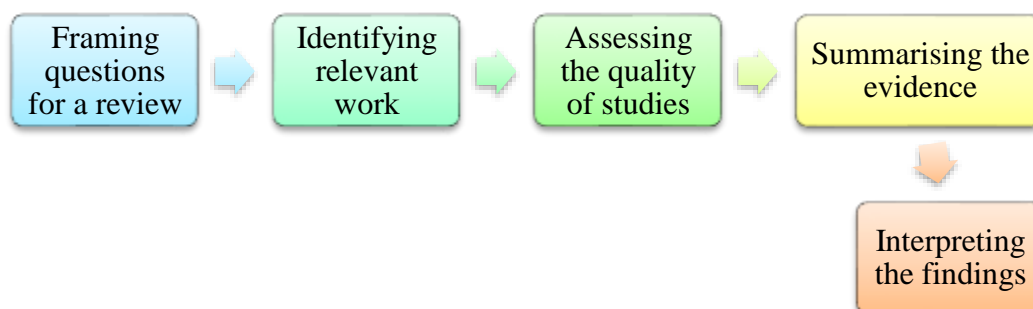 Framing
questions
for a review
Identifying
relevant
work
Assessing
the quality
of studies
Summarising the
evidence
Interpreting
the findings